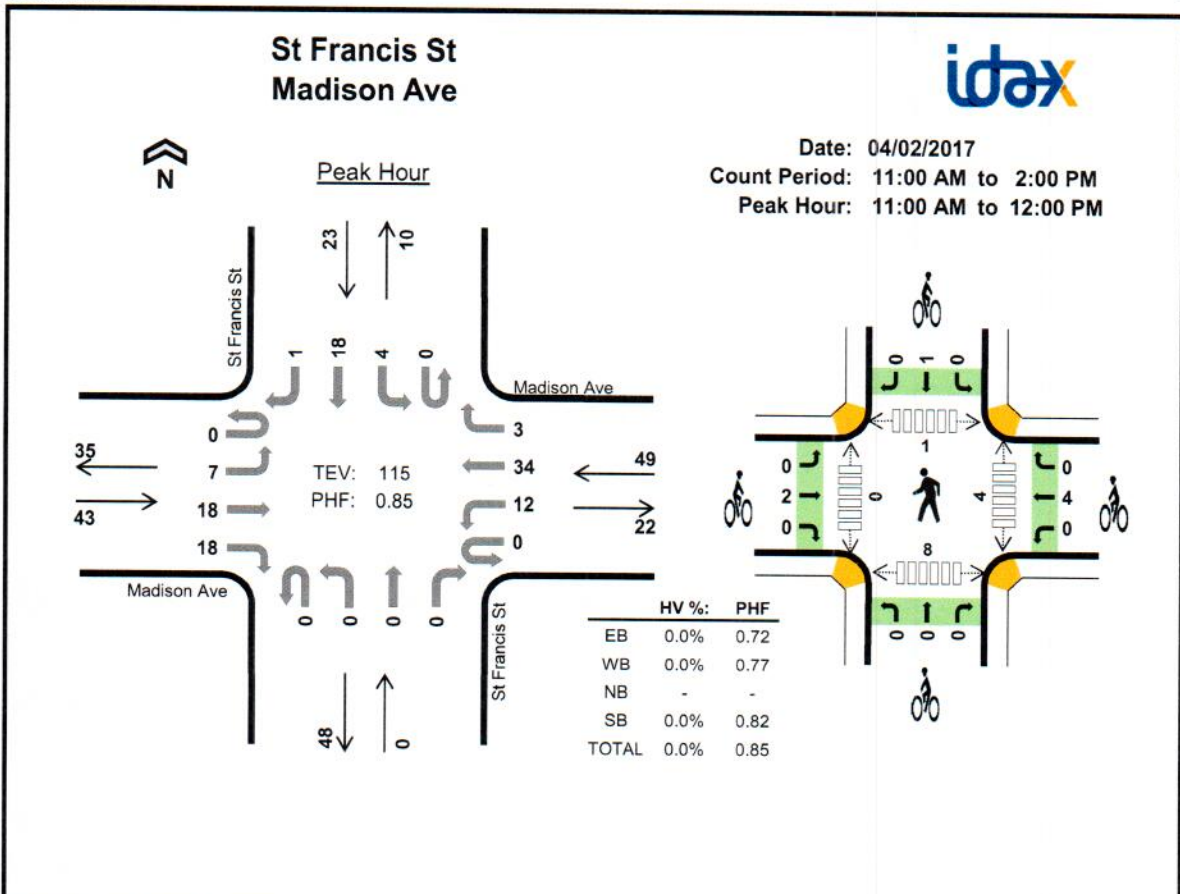 St Francis St
Madison Ave
idax
N
Peak Hour
Date: 04/02/2017
Count Period: 11:00 AM to 2:00 PM
Peak Hour: 11:00 AM to 12:00 PM
23
10
St Francis St
1
18
4
0
Madison Ave
0
7
18
18
35
43
TEV: 115
PHF: 0.85
3
34
12
0
49
22
Madison Ave
0
0
0
0
St Francis St
48
0
HV %: PHF
EB 0.0% 0.72
WB 0.0% 0.77
NB - -
SB 0.0% 0.82
TOTAL 0.0% 0.85
0
1
0
1
0
2
0
0
4
0
4
0
8
0
0
0